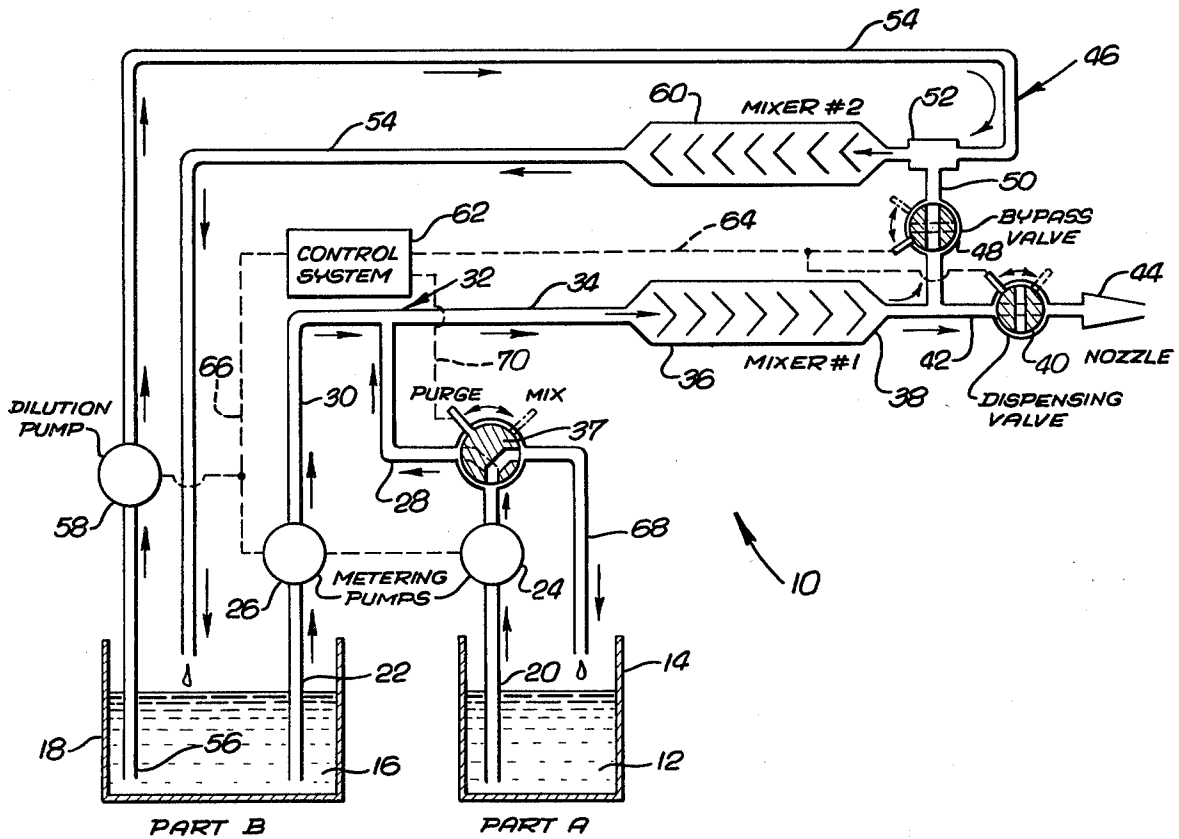 54
46
60
MIXER #2
52
54
50
62
64
BYPASS
VALVE
48
CONTROL
SYSTEM
32
34
44
66
70
36
MIXER #1
38
42
40
NOZZLE
DISPENSING
VALVE
30
PURGE
MIX
37
DILUTION
PUMP
28
68
58
26
METERING
PUMPS
24
10
22
20
14
18
56
16
12
PART B
PART A